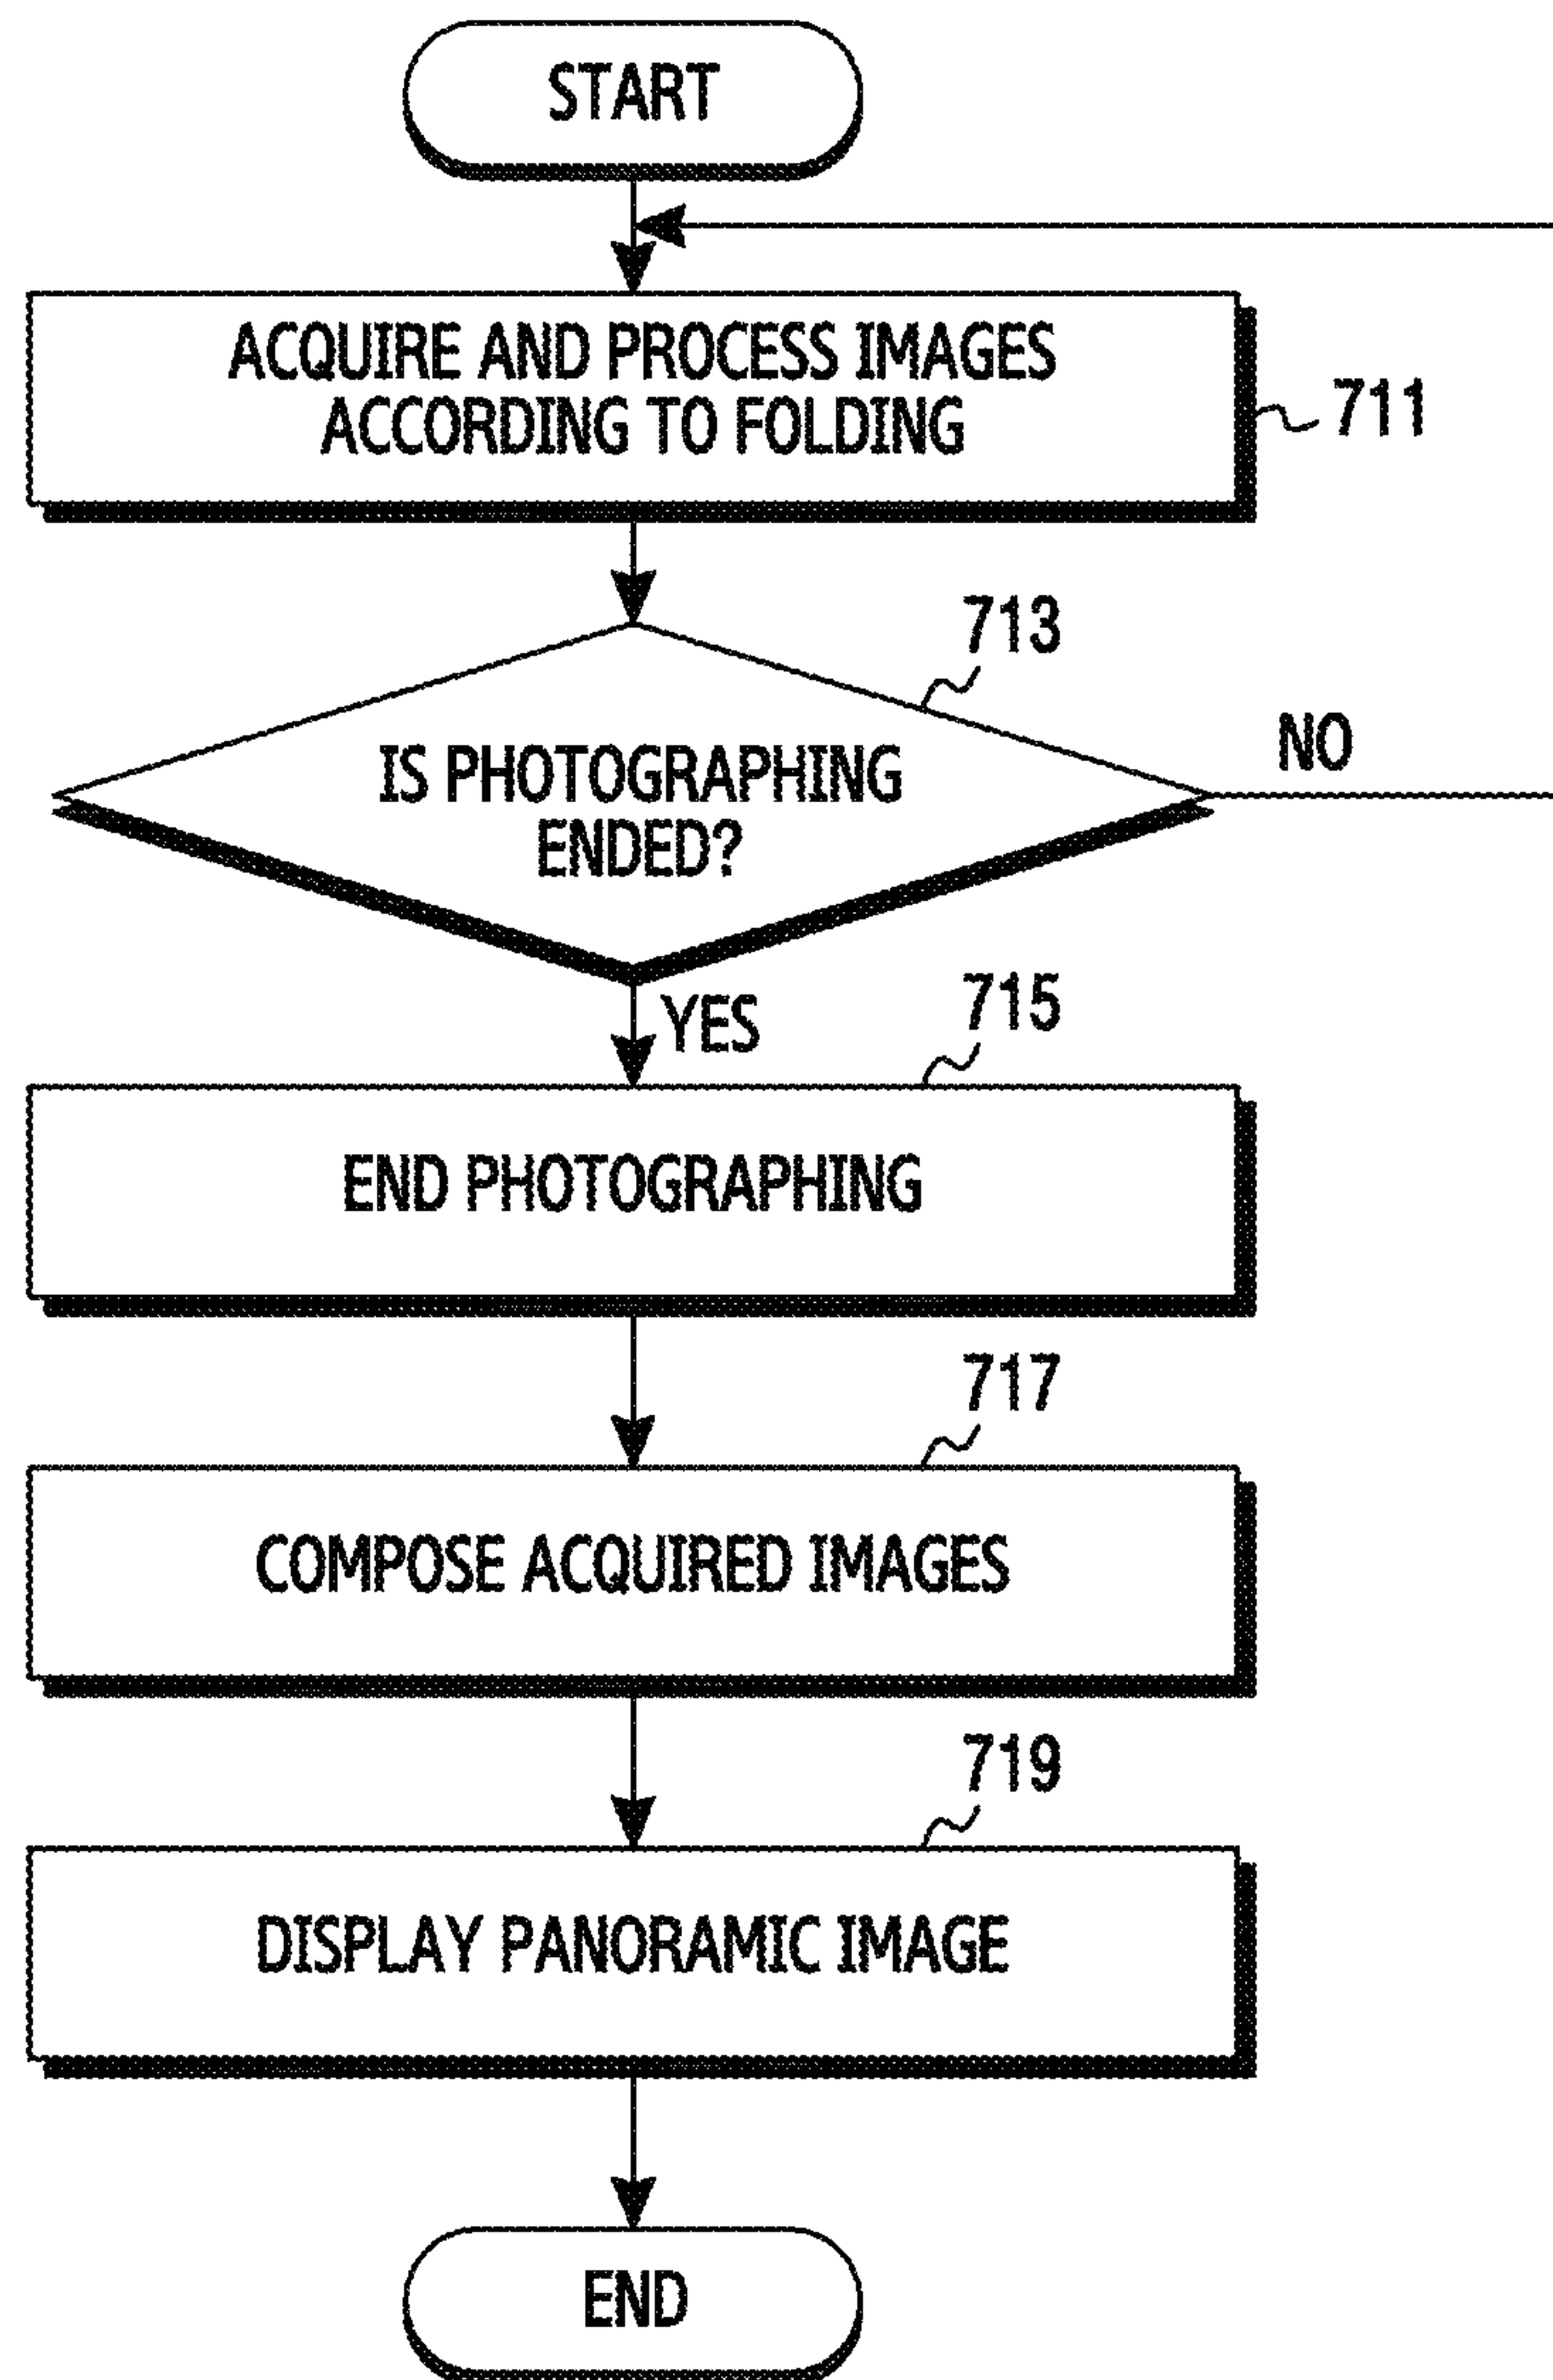 START
ACQUIRE AND PROCESS IMAGES
ACCORDING TO FOLDING
711
713
IS PHOTOGRAPHING
ENDED?
NO
YES
715
END PHOTOGRAPHING
717
COMPOSE ACQUIRED IMAGES
719
DISPLAY PANORAMIC IMAGE
END